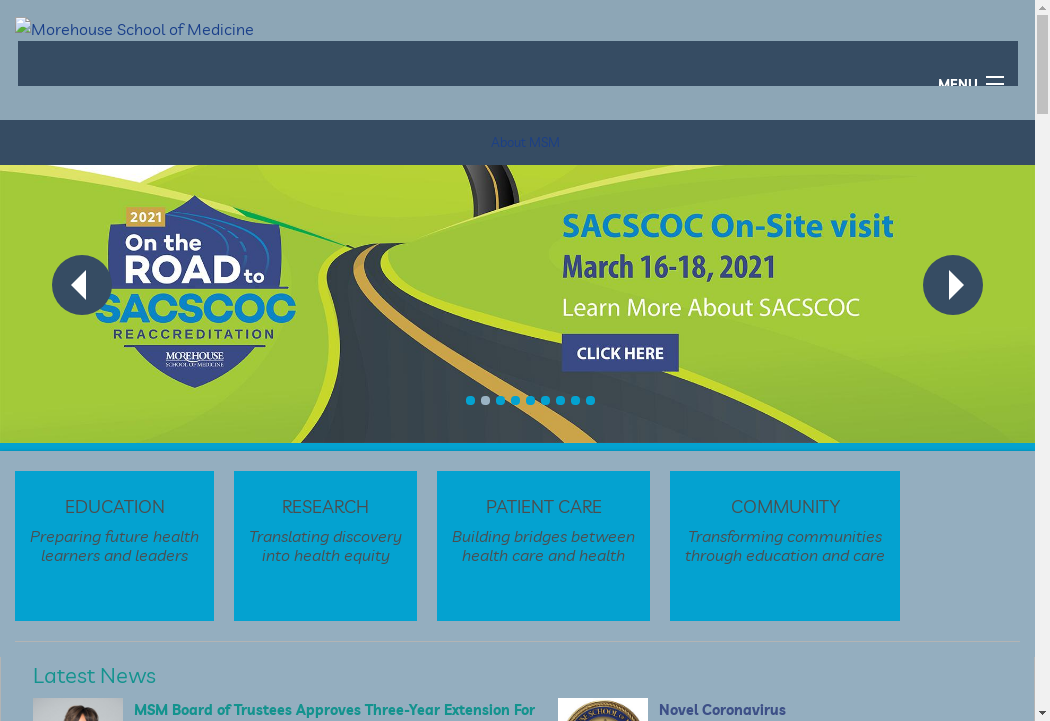 Morehouse School of Medicine
MENU
About MSM
2021
On the
ROAD to
SACSCOC
REACCREDITATION
MOREHOUSE
SCHOOL OF MEDICINE
SACSCOC On-Site visit
March 16-18, 2021
Learn More About SACSCOC
CLICK HERE
EDUCATION
Preparing future health
learners and leaders
RESEARCH
Translating discovery
into health equity
PATIENT CARE
Building bridges between
health care and health
COMMUNITY
Transforming communities
through education and care
Latest News
MSM Board of Trustees Approves Three-Year Extension For
Novel Coronavirus